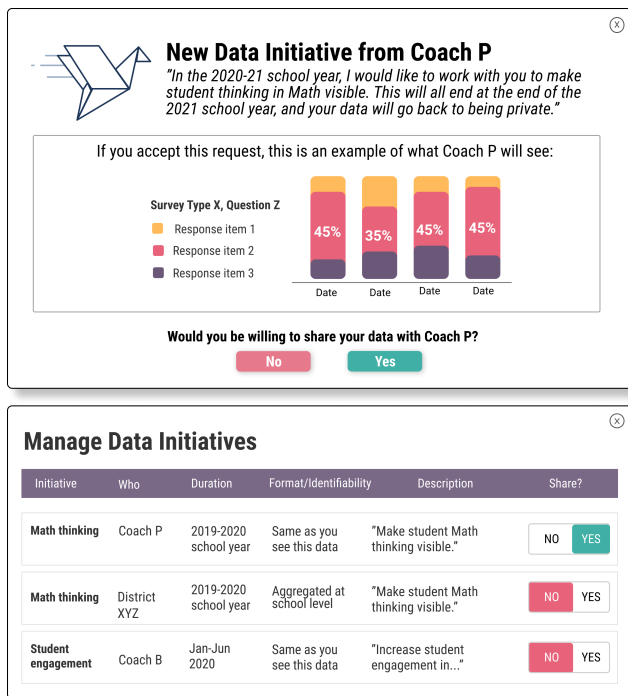 X
New Data Initiative from Coach P
"In the 2020-21 school year, I would like to work with you to make
student thinking in Math visible. This will all end at the end of the
2021 school year, and your data will go back to being private."
If you accept this request, this is an example of what Coach P will see:
Survey Type X, Question Z
Response item 1
Response item 2
Response item 3
45% 35% 45% 45%
Date Date Date Date
Would you be willing to share your data with Coach P?
No Yes
X
Manage Data Initiatives
Initiative Who Duration Format/Identifiability Description Share?
Math thinking Coach P 2019-2020 Same as you "Make student Math NO YES
school year see this data thinking visible."
Math thinking District 2019-2020 Aggregated at "Make student Math NO YES
XYZ school year school level thinking visible."
Student Coach B Jan-Jun Same as you "Increase student NO YES
engagement 2020 see this data engagement in..."